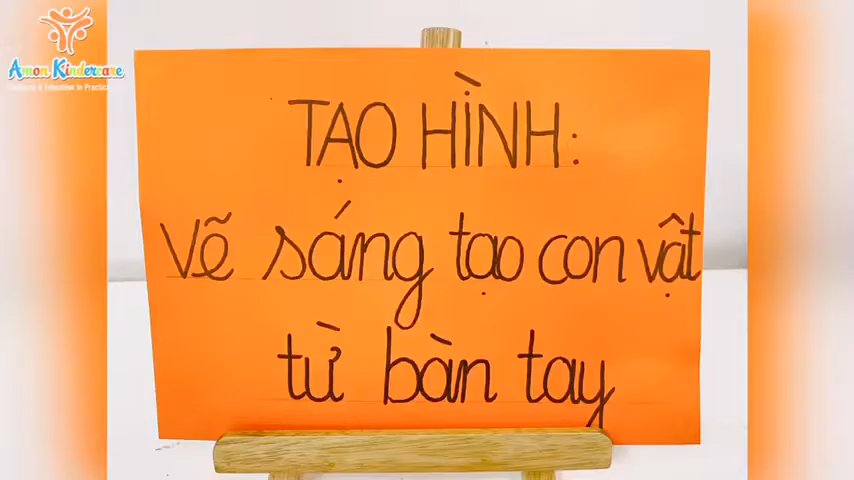 Amon Kindercare
TẠO HÌNH:
Vẽ sáng tạo con vật
từ bàn tay